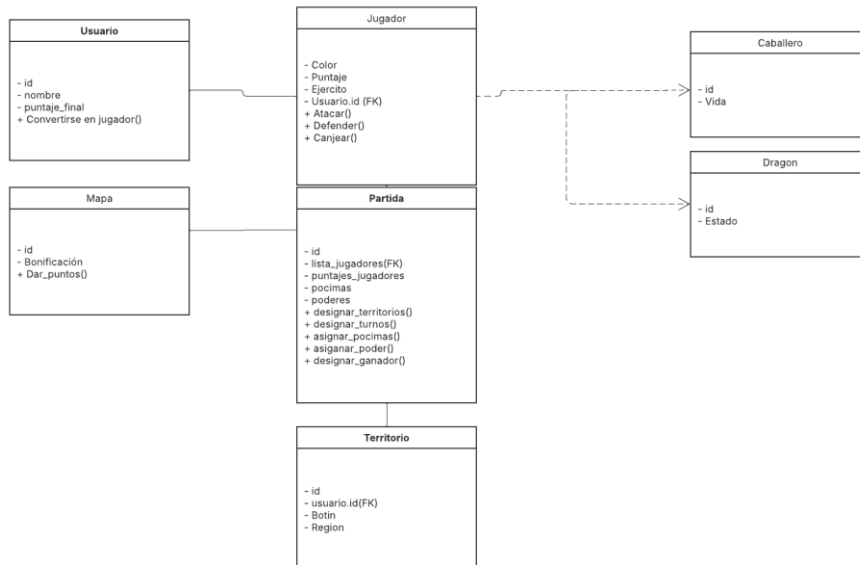 Usuario
- id
- nombre
- puntaje_final
+ Convertirse en jugador()
Jugador
- Color
- Puntaje
- Ejercito
- Usuario.id (FK)
+ Atacar()
+ Defender()
+ Canjear()
Caballero
- id
- Vida
Dragon
- id
- Estado
Mapa
- id
- Bonificación
+ Dar_puntos()
Partida
- id
- lista_jugadores(FK)
- puntajes_jugadores
- pocimas
- poderes
+ designar_territorios()
+ designar_turnos()
+ asignar_pocimas()
+ asiganar_poder()
+ designar_ganador()
Territorio
- id
- usuario.id(FK)
- Botin
- Region